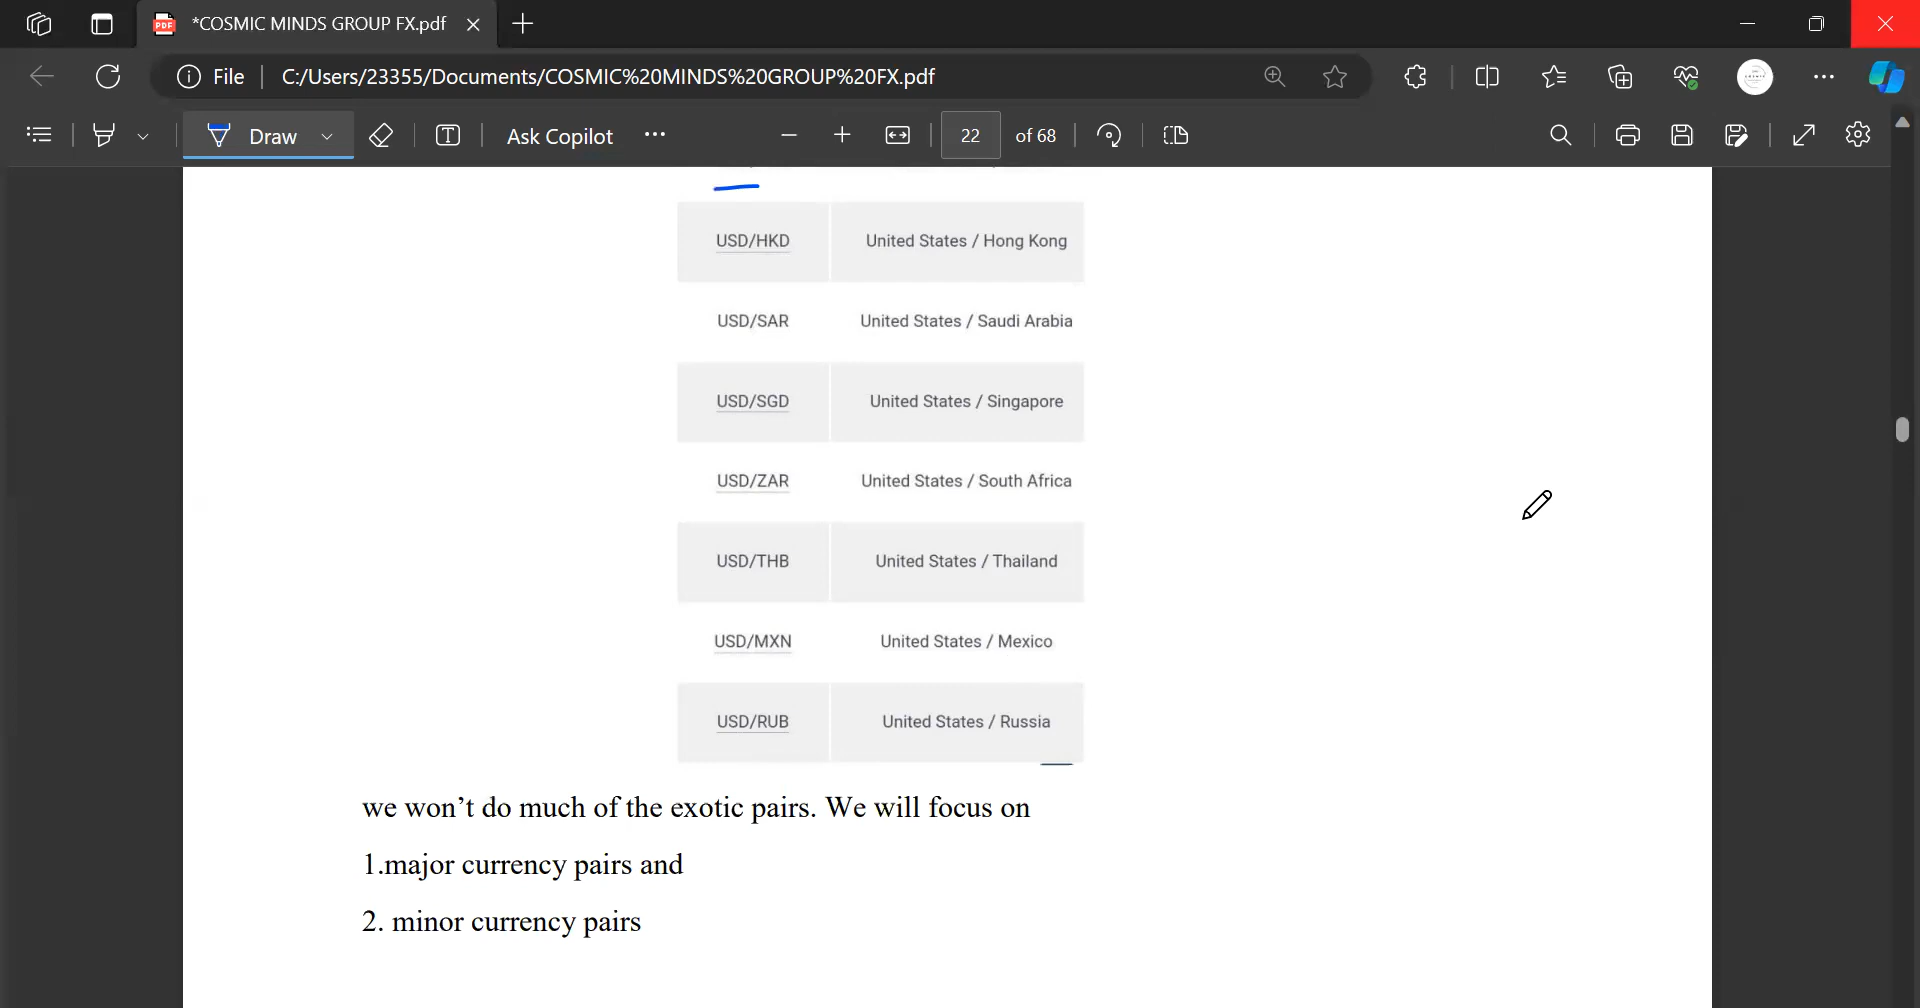 *COSMIC MINDS GROUP FX.pdf
File C:/Users/23355/Documents/COSMIC%20MINDS%20GROUP%20FX.pdf
Draw Ask Copilot 22 of 68
USD/HKD United States / Hong Kong
USD/SAR United States / Saudi Arabia
USD/SGD United States / Singapore
USD/ZAR United States / South Africa
USD/THB United States / Thailand
USD/MXN United States / Mexico
USD/RUB United States / Russia
we won’t do much of the exotic pairs. We will focus on
1.major currency pairs and
2. minor currency pairs